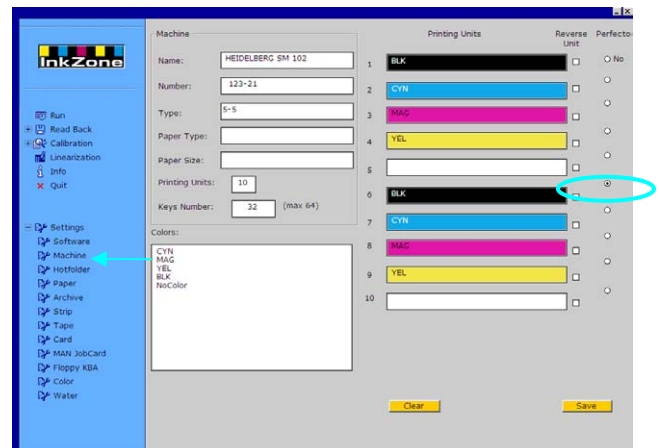 InkZone
Run
Read Back
Calibration
Linearization
Info
Quit
Settings
Software
Machine
Hotfolder
Paper
Archive
Strip
Tape
Card
MAN JobCard
Floppy KBA
Color
Water
Machine
Name: HEIDELBERG SM 102
Number: 123-21
Type: 5-5
Paper Type:
Paper Size:
Printing Units: 10
Keys Number: 32 (max 64)
Colors:
CYN
MAG
YEL
BLK
NoColor
Printing Units Reverse Unit Perfecto
1 BLK No
2 CYN
3 MAG
4 YEL
5
6 BLK
7 CYN
8 MAG
9 YEL
10
Clear Save